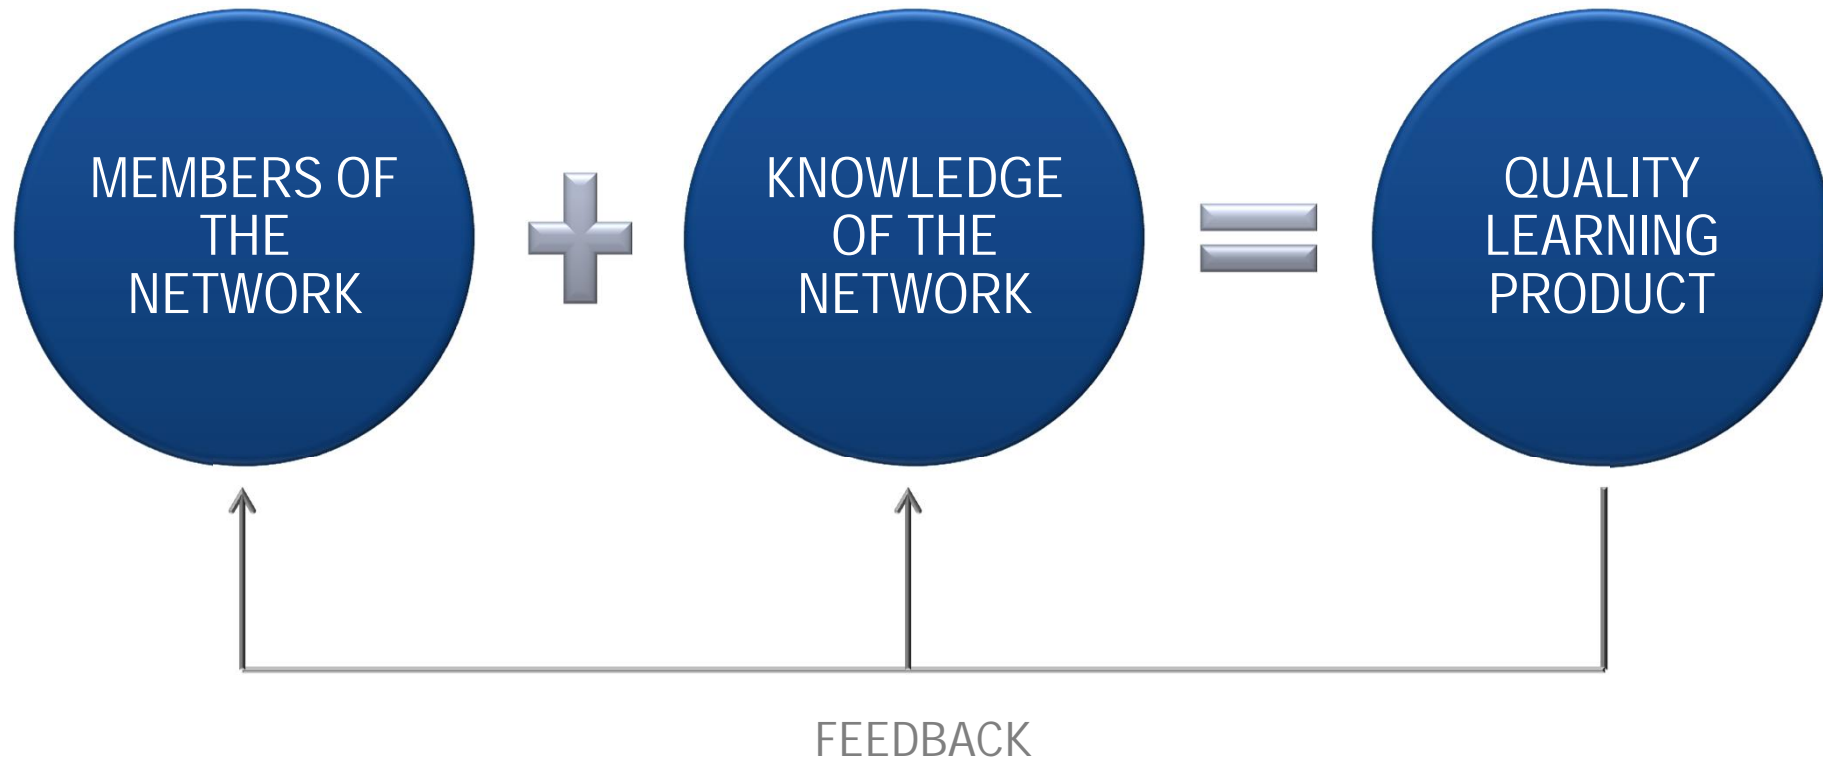 MEMBERS OF
THE
NETWORK
KNOWLEDGE
OF THE
NETWORK
QUALITY
LEARNING
PRODUCT
FEEDBACK